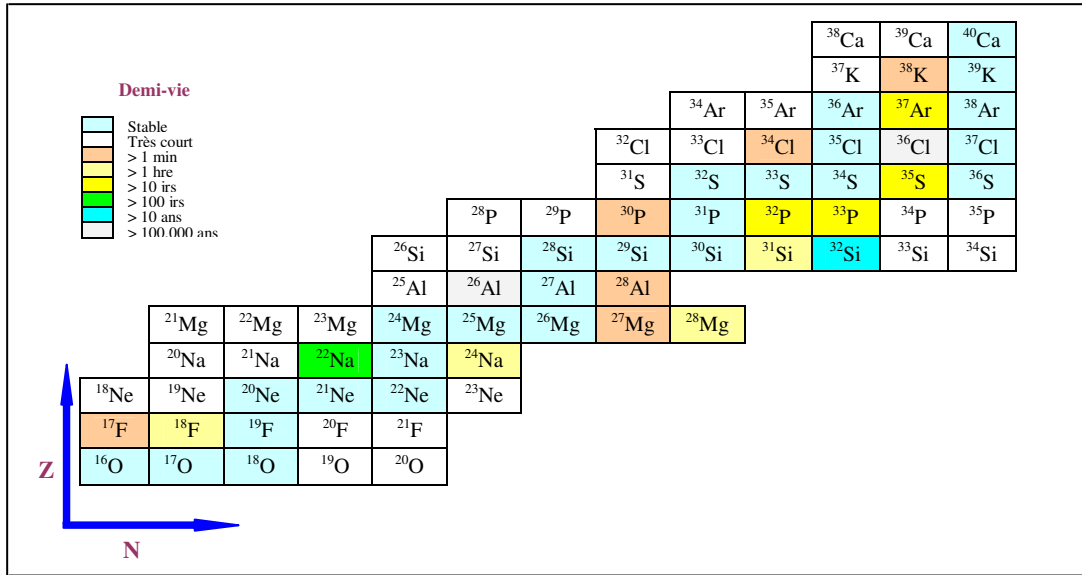 ³⁸Ca ³⁹Ca ⁴⁰Ca
³⁷K ³⁸K ³⁹K
Demi-vie
³⁴Ar ³⁵Ar ³⁶Ar ³⁷Ar ³⁸Ar
Stable
Très court
> 1 min
> 1 hre
> 10 jrs
> 100 jrs
> 10 ans
> 100.000 ans
³²Cl ³³Cl ³⁴Cl ³⁵Cl ³⁶Cl ³⁷Cl
³¹S ³²S ³³S ³⁴S ³⁵S ³⁶S
²⁸P ²⁹P ³⁰P ³¹P ³²P ³³P ³⁴P ³⁵P
²⁶Si ²⁷Si ²⁸Si ²⁹Si ³⁰Si ³¹Si ³²Si ³³Si ³⁴Si
²⁵Al ²⁶Al ²⁷Al ²⁸Al
²¹Mg ²²Mg ²³Mg ²⁴Mg ²⁵Mg ²⁶Mg ²⁷Mg ²⁸Mg
²⁰Na ²¹Na ²²Na ²³Na ²⁴Na
¹⁸Ne ¹⁹Ne ²⁰Ne ²¹Ne ²²Ne ²³Ne
¹⁷F ¹⁸F ¹⁹F ²⁰F ²¹F
¹⁶O ¹⁷O ¹⁸O ¹⁹O ²⁰O
Z
N